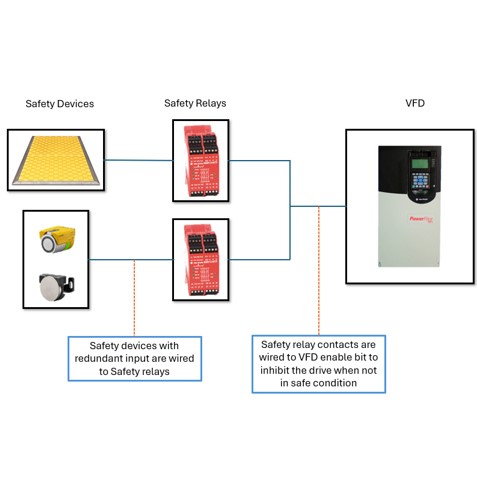 Safety Devices
Safety Relays
VFD
PowerFlex
Safety devices with
redundant input are wired
to Safety relays
Safety relay contacts are
wired to VFD enable bit to
inhibit the drive when not
in safe condition